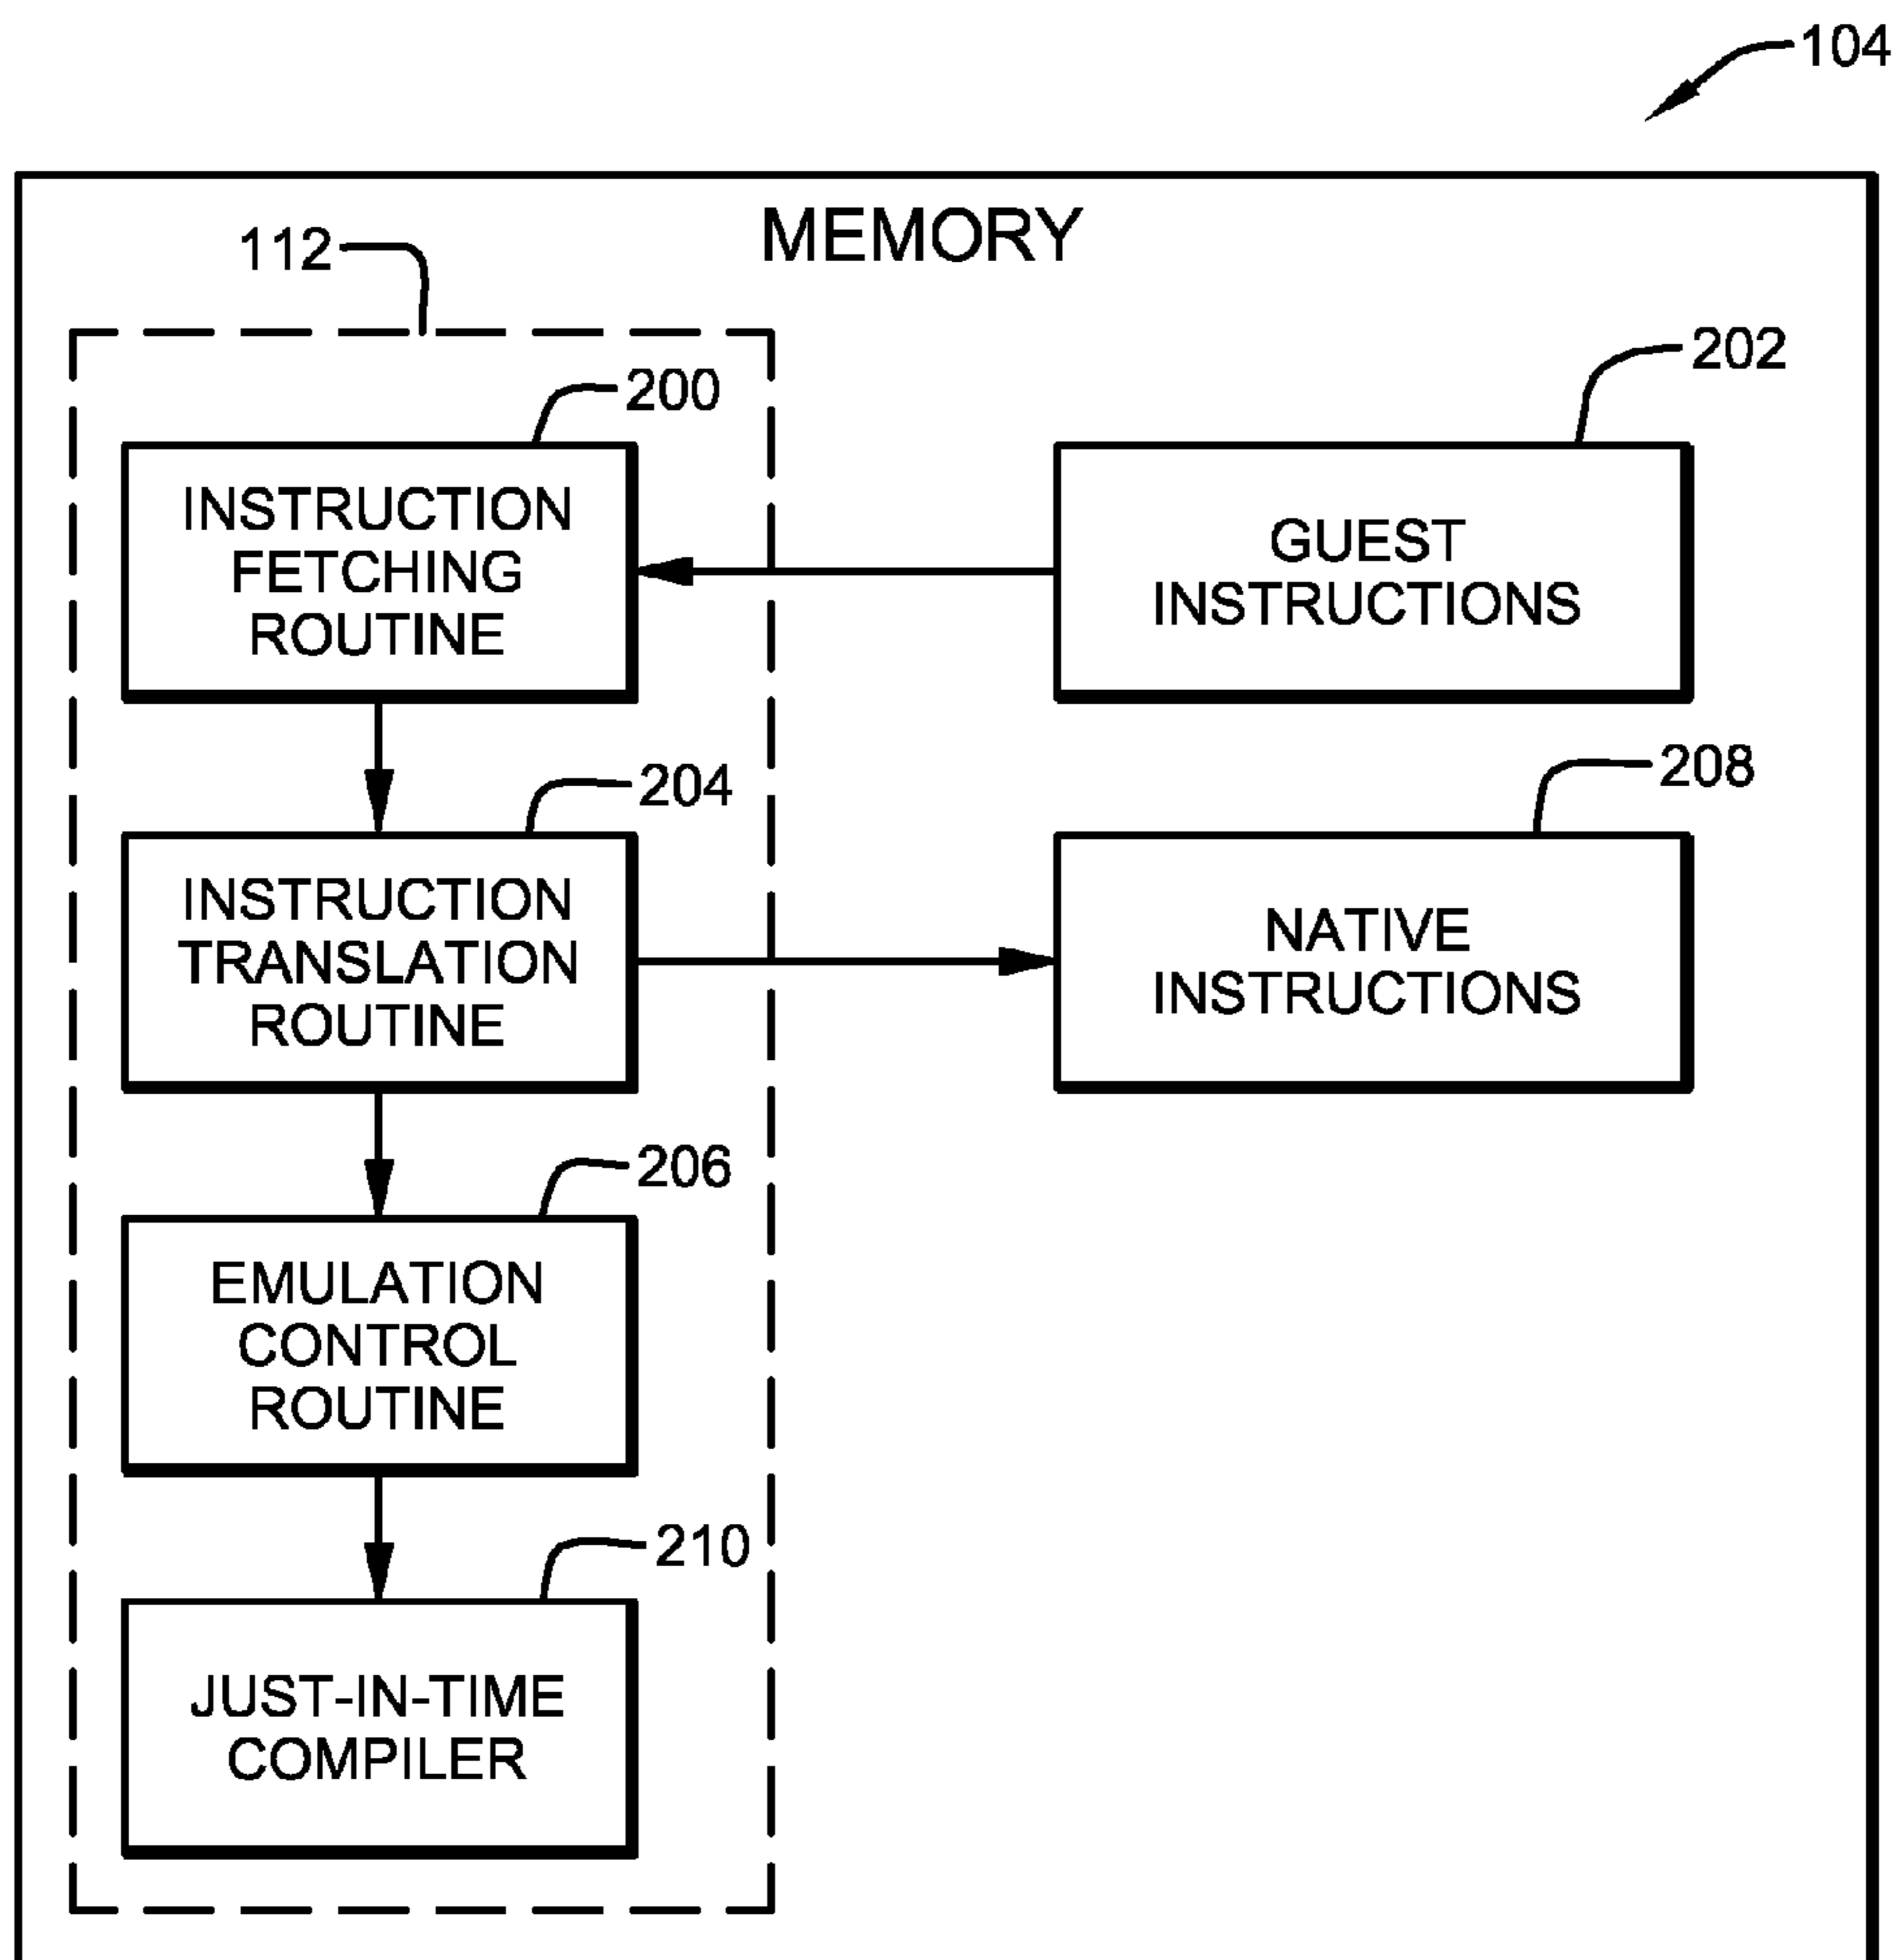 104
MEMORY
112
200
202
INSTRUCTION
FETCHING
ROUTINE
GUEST
INSTRUCTIONS
204
208
INSTRUCTION
TRANSLATION
ROUTINE
NATIVE
INSTRUCTIONS
206
EMULATION
CONTROL
ROUTINE
210
JUST-IN-TIME
COMPILER